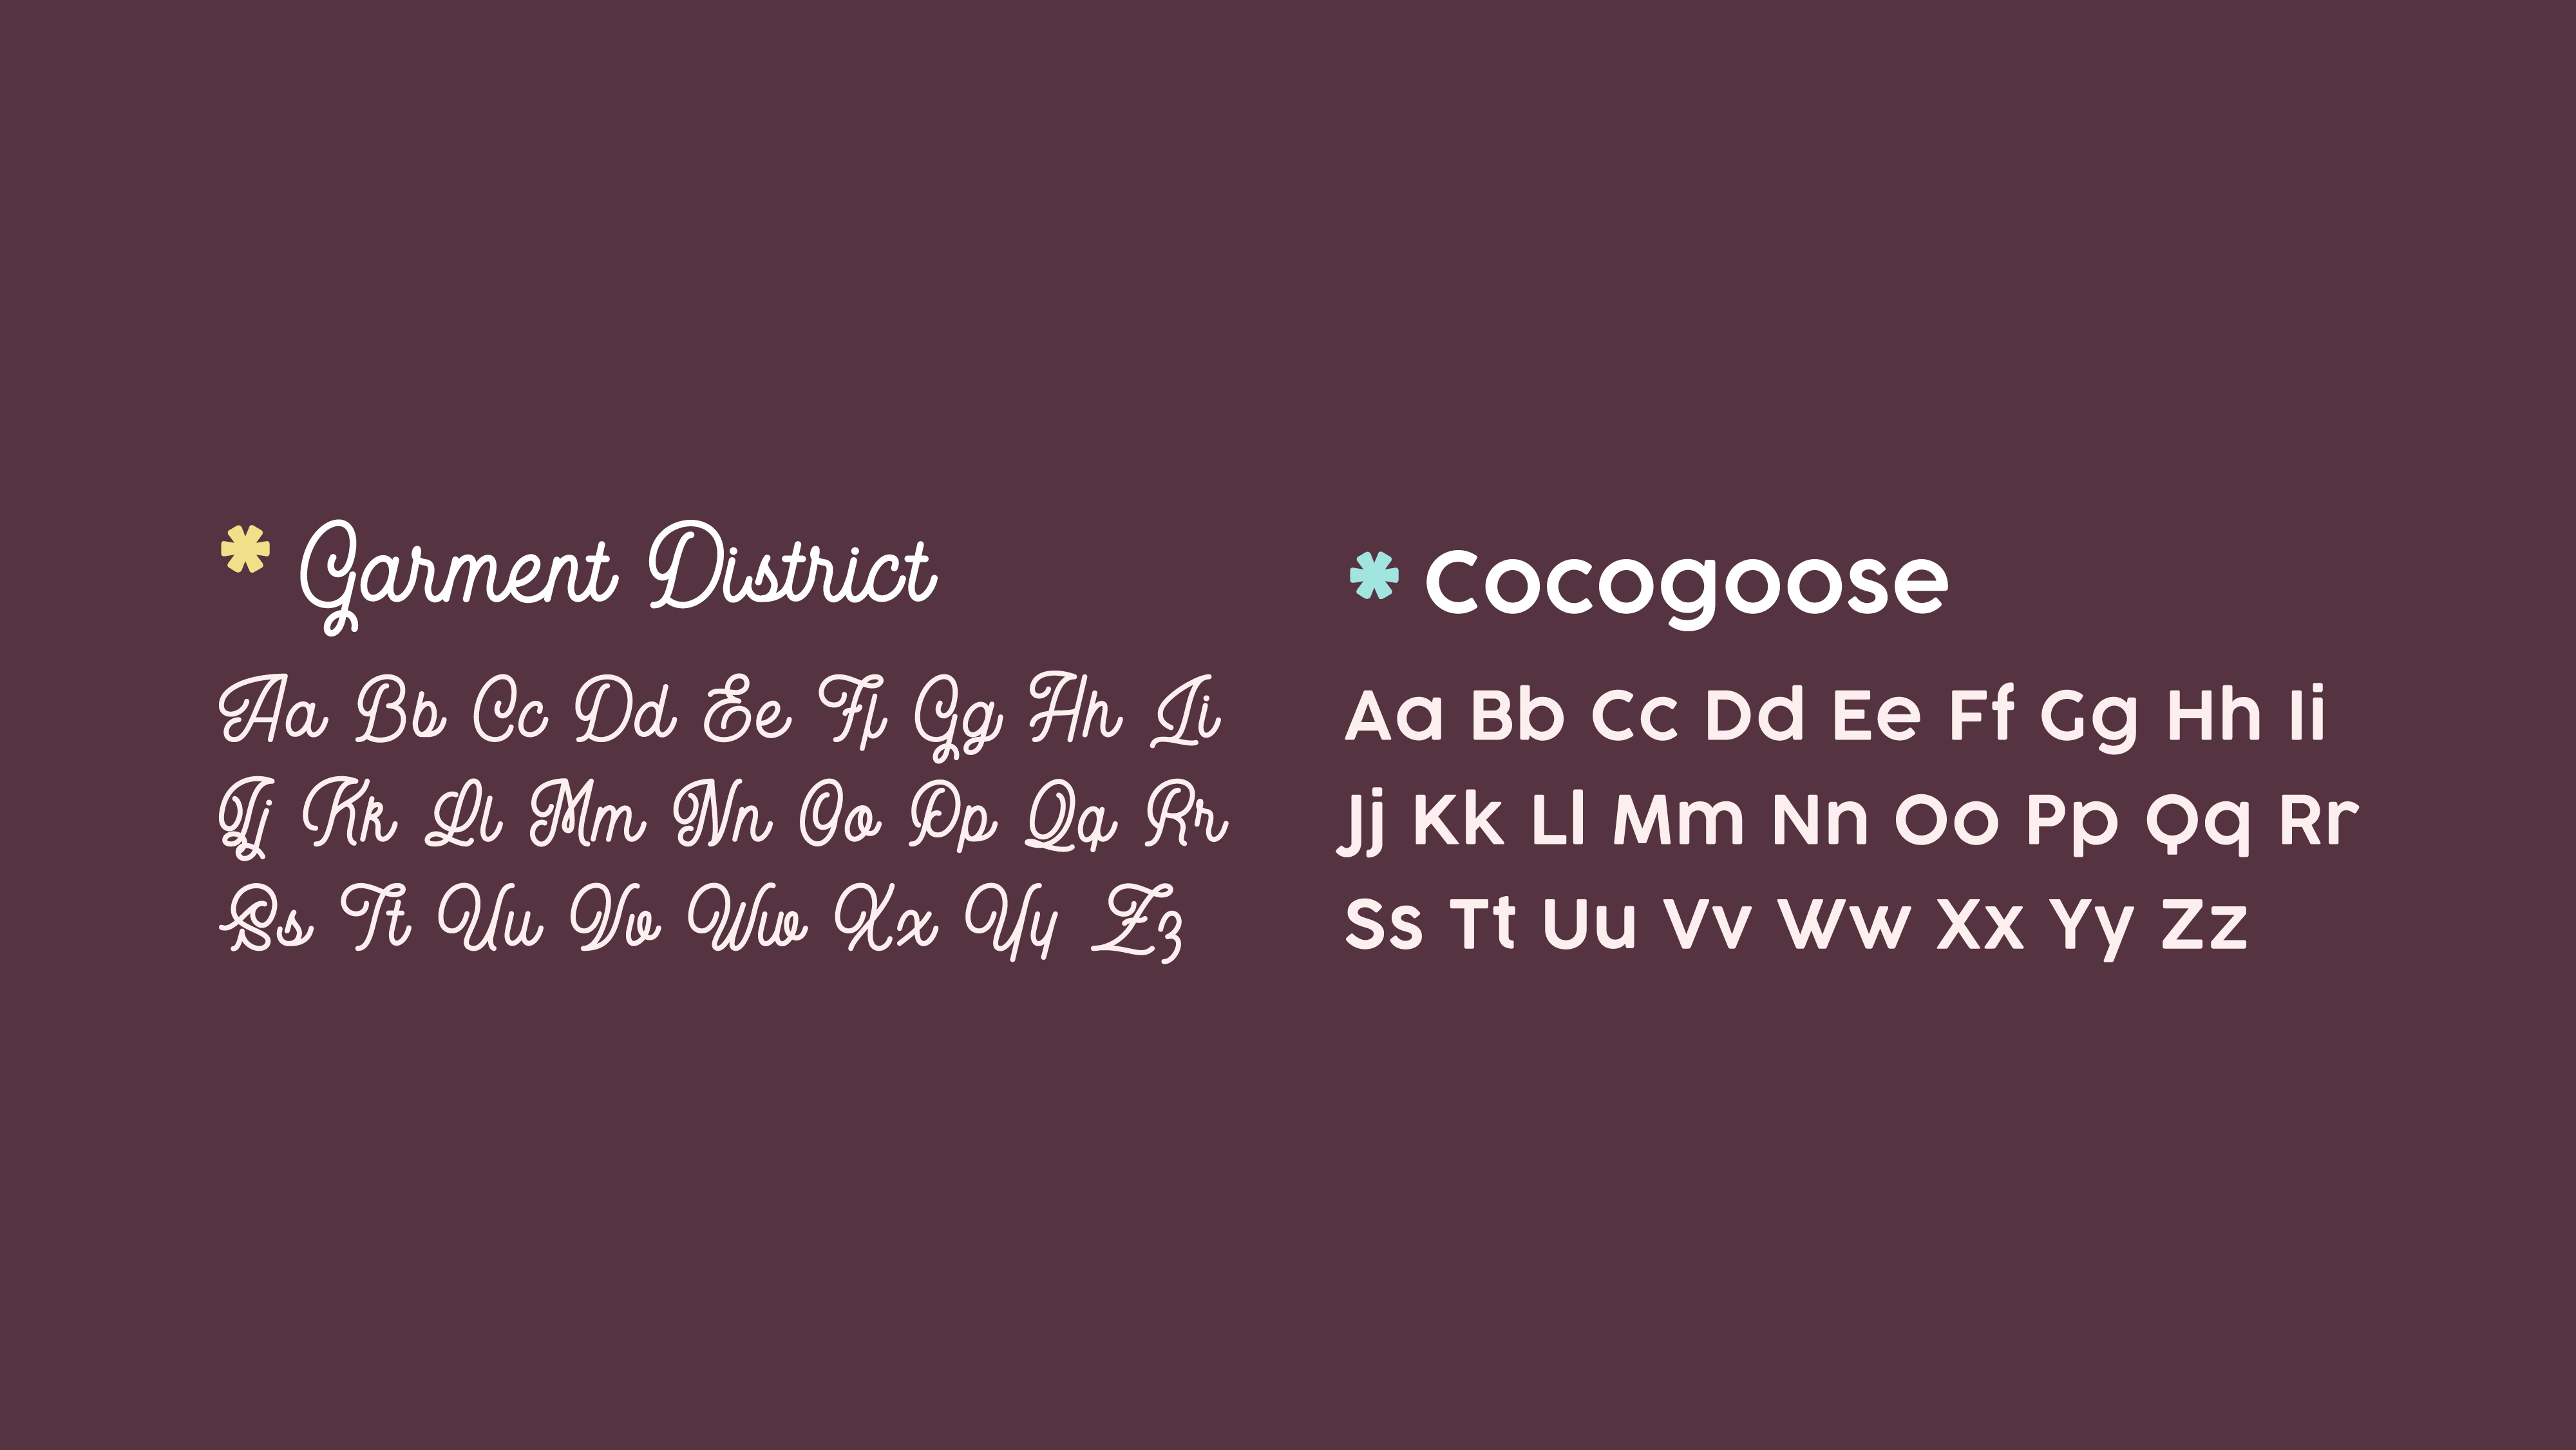 * Garment District
Aa Bb Cc Dd Ee Ff Gg Hh Ii
Jj Kk Ll Mm Nn Oo Pp Qq Rr
Ss Tt Uu Vv Ww Xx Yy Zz
* Cocogoose
Aa Bb Cc Dd Ee Ff Gg Hh Ii
Jj Kk Ll Mm Nn Oo Pp Qq Rr
Ss Tt Uu Vv Ww Xx Yy Zz